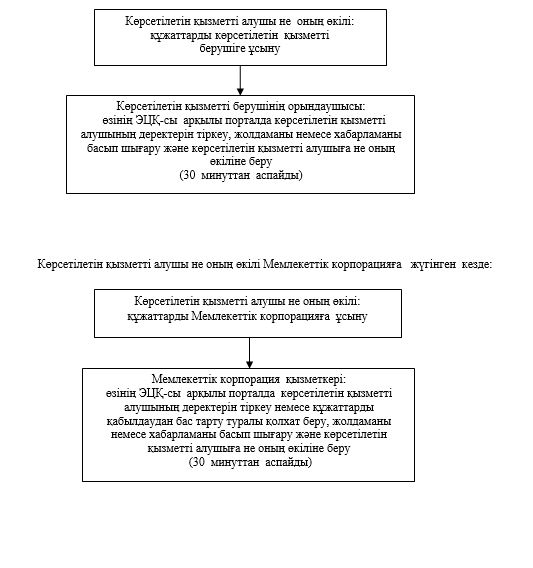 Көрсетілетін қызметті алушы не оның өкілі:
құжаттарды көрсетілетін қызметті
берушіге ұсыну
Көрсетілетін қызметті берушінің орындаушысы:
өзінің ЭЦҚ-сы арқылы порталда көрсетілетін қызметті
алушының деректерін тіркеу, жолдаманы немесе хабарламаны
басып шығару және көрсетілетін қызметті алушыға не оның
өкіліне беру
(30 минуттан аспайды)
Көрсетілетін қызметті алушы не оның өкілі Мемлекеттік корпорацияға жүгінген кезде:
Көрсетілетін қызметті алушы не оның өкілі:
құжаттарды Мемлекеттік корпорацияға ұсыну
Мемлекеттік корпорация қызметкері:
өзінің ЭЦҚ-сы арқылы порталда көрсетілетін қызметті
алушының деректерін тіркеу немесе құжаттарды
қабылдаудан бас тарту туралы қолхат беру, жолдаманы
немесе хабарламаны басып шығару және көрсетілетін
қызметті алушыға не оның өкіліне беру
(30 минуттан аспайды)